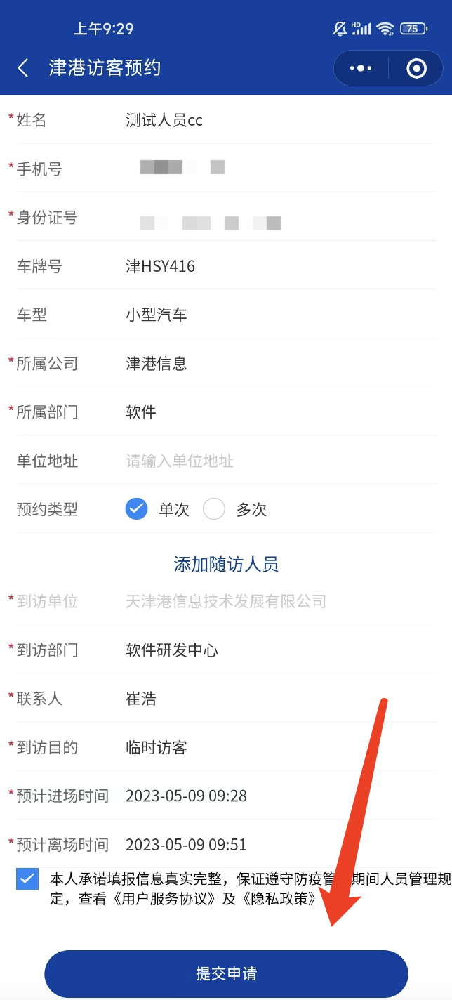 上午9:29
HD
75
津港访客预约
*姓名 测试人员cc
*手机号
*身份证号
车牌号 津HSY416
车型 小型汽车
*所属公司 津港信息
*所属部门 软件
单位地址 请输入单位地址
预约类型 单次 多次
添加随访人员
*到访单位 天津港信息技术发展有限公司
*到访部门 软件研发中心
*联系人 崔浩
*到访目的 临时访客
*预计进场时间 2023-05-09 09:28
*预计离场时间 2023-05-09 09:51
本人承诺填报信息真实完整，保证遵守防疫管 期间人员管理规
定，查看《用户服务协议》及《隐私政策》
提交申请